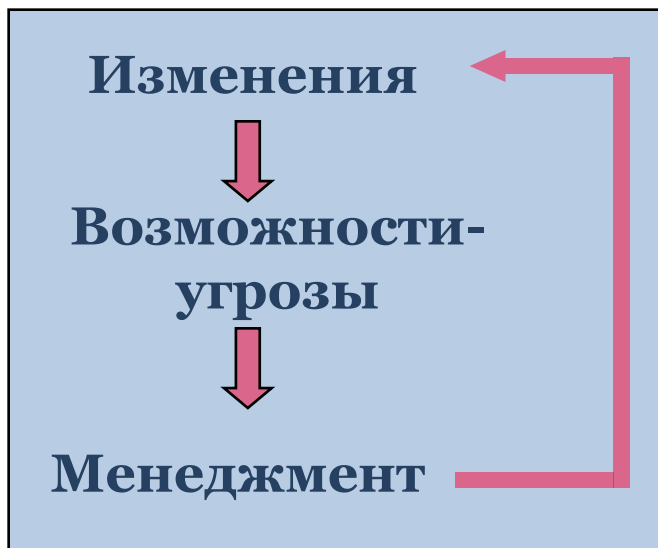 Изменения
Возможности-
угрозы
Менеджмент